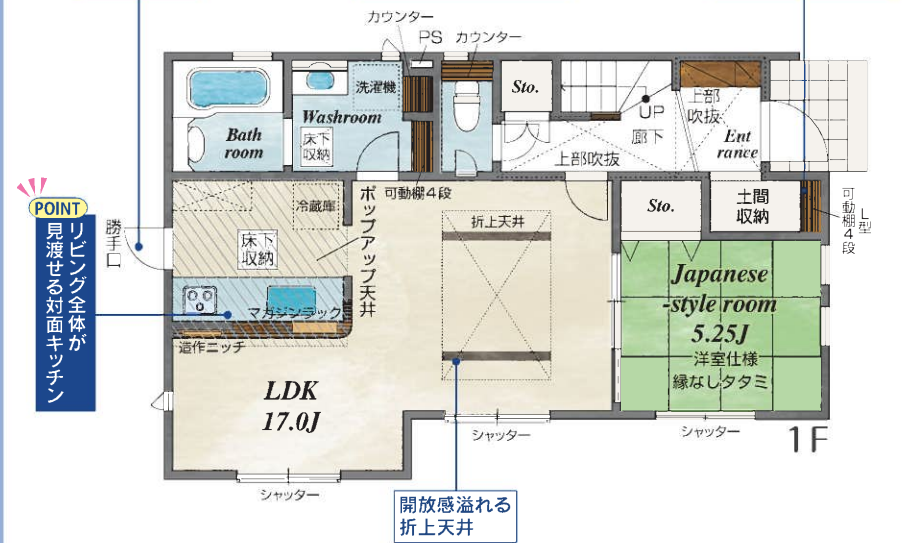 カウンター
PS
カウンター
洗濯機
Washroom
床下
収納
Bath
room
Sto.
UP
廊下
上部
吹抜
Ent
rance
上部吹抜
可動棚4段
冷蔵庫
ポップアップ天井
折上天井
Sto.
土間
収納
L型
可動棚4段
POINT
リビング全体が
見渡せる対面キッチン
勝手口
床下
収納
マガジンラック
造作ニッチ
LDK
17.0J
Japanese
-style room
5.25J
洋室仕様
縁なしタタミ
シャッター
シャッター
シャッター
1F
開放感溢れる
折上天井